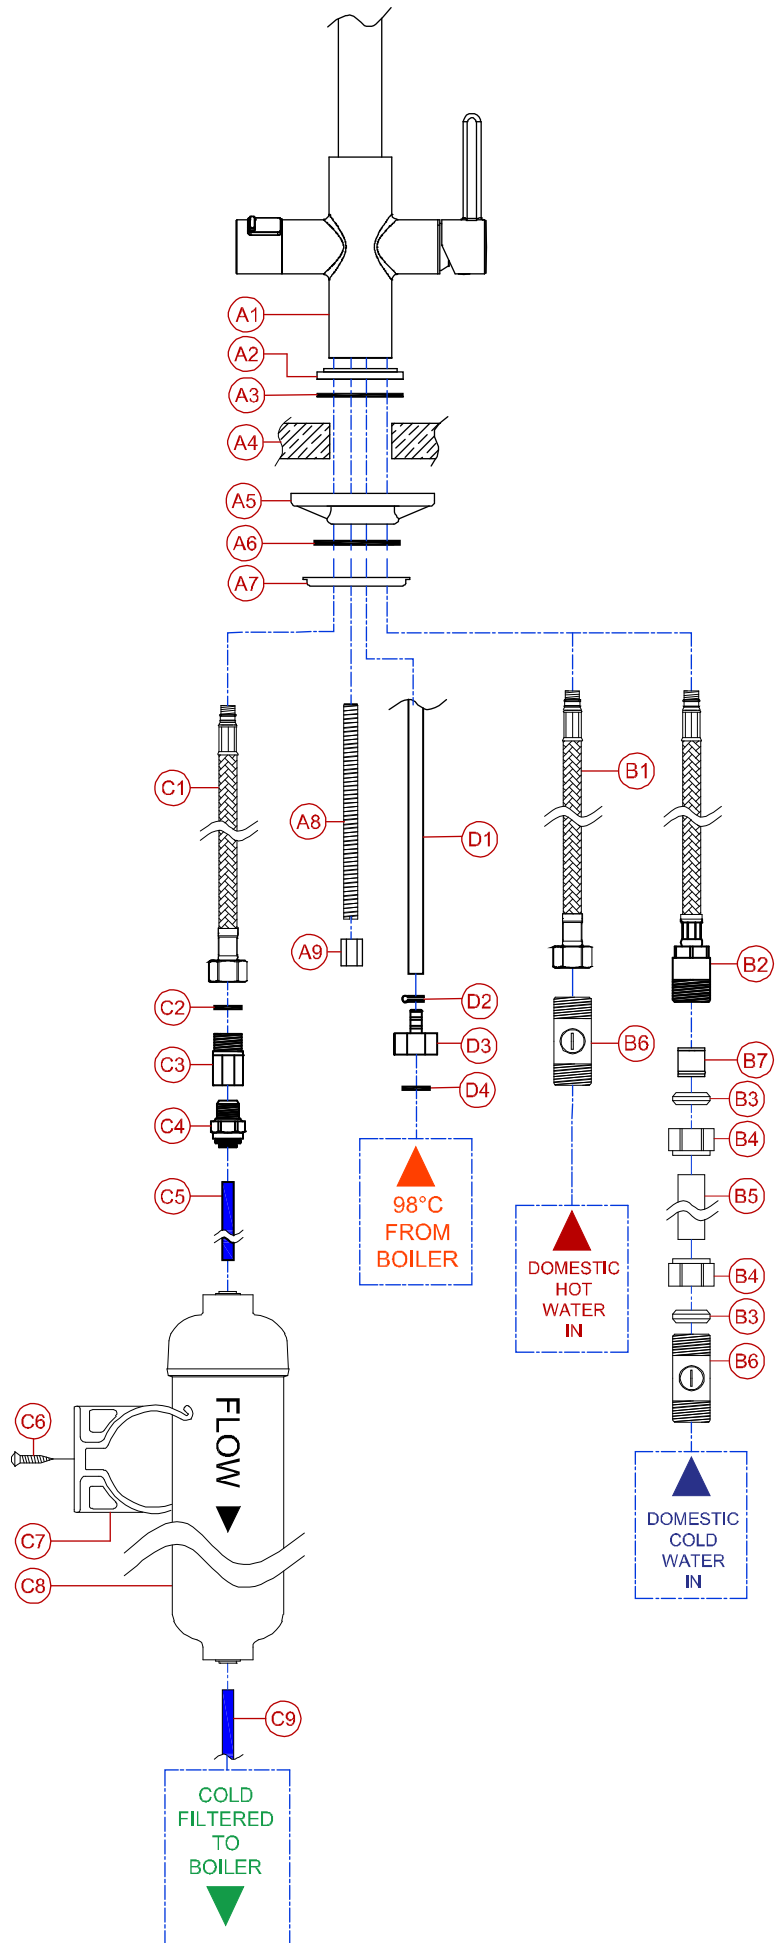 A1
A2
A3
A4
A5
A6
A7
C1
A8
D1
B1
A9
B2
C2
D2
C3
D3
B6
B7
C4
D4
B3
B4
C5
B5
98°C
FROM
BOILER
DOMESTIC
HOT
WATER
IN
B4
B3
B6
C6
FLOW
C7
C8
DOMESTIC
COLD
WATER
IN
C9
COLD
FILTERED
TO
BOILER